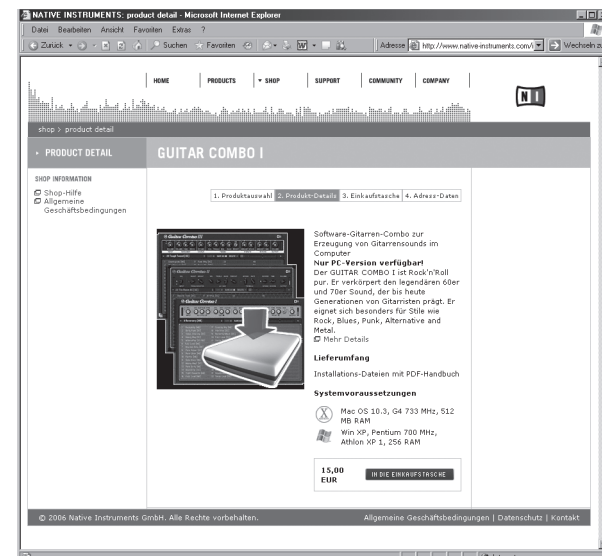 NATIVE INSTRUMENTS: product detail - Microsoft Internet Explorer
Datei Bearbeiten Ansicht Favoriten Extras ?
Zurück Suchen Favoriten Adresse http://www.native-instruments.com/i Wechseln zu
HOME PRODUCTS SHOP SUPPORT COMMUNITY COMPANY
NI
shop > product detail
PRODUCT DETAIL
GUITAR COMBO I
SHOP INFORMATION
Shop-Hilfe
Allgemeine
Geschäftsbedingungen
1. Produktauswahl 2. Produkt-Details 3. Einkaufstasche 4. Adress-Daten
Guitar Combo III
Guitar Combo I
Software-Gitarren-Combo zur
Erzeugung von Gitarrensounds im
Computer
Nur PC-Version verfügbar!
Der GUITAR COMBO I ist Rock'n'Roll
pur. Er verkörpert den legendären 60er
und 70er Sound, der bis heute
Generationen von Gitarristen prägt. Er
eignet sich besonders für Stile wie
Rock, Blues, Punk, Alternative and
Metal.
Mehr Details
Lieferumfang
Installations-Dateien mit PDF-Handbuch
Systemvoraussetzungen
Mac OS 10.3, G4 733 MHz, 512
MB RAM
Win XP, Pentium 700 MHz,
Athlon XP 1, 256 RAM
15,00
EUR
IN DIE EINKAUFSTASCHE
© 2006 Native Instruments GmbH. Alle Rechte vorbehalten. Allgemeine Geschäftsbedingungen | Datenschutz | Kontakt